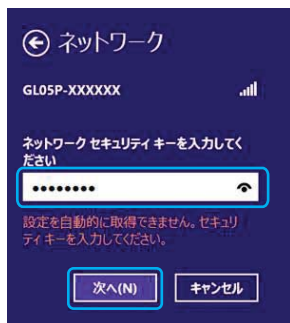 ネットワーク
GL05P-XXXXXX
ネットワーク セキュリティ キーを入力してく
ださい
••••••••
設定を自動的に取得できません。セキュリ
ティ キーを入力してください。
次へ(N)
キャンセル